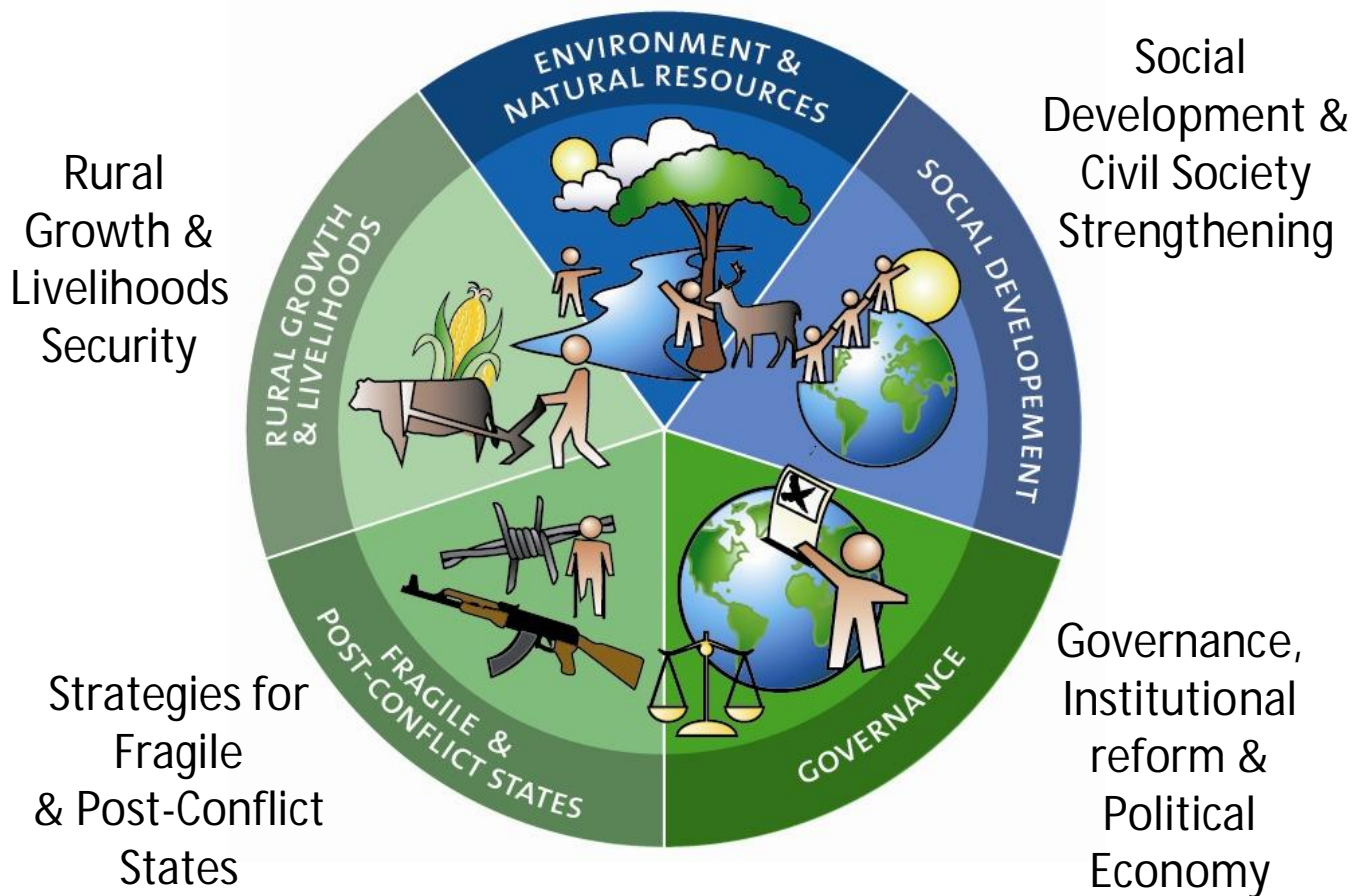 ENVIRONMENT &
NATURAL RESOURCES
Social
Development &
Civil Society
Strengthening
SOCIAL DEVELOPEMENT
Rural
Growth &
Livelihoods
Security
RURAL GROWTH
& LIVELIHOODS
Strategies for
Fragile
& Post-Conflict
States
FRAGILE &
POST-CONFLICT STATES
GOVERNANCE
Governance,
Institutional
reform &
Political
Economy